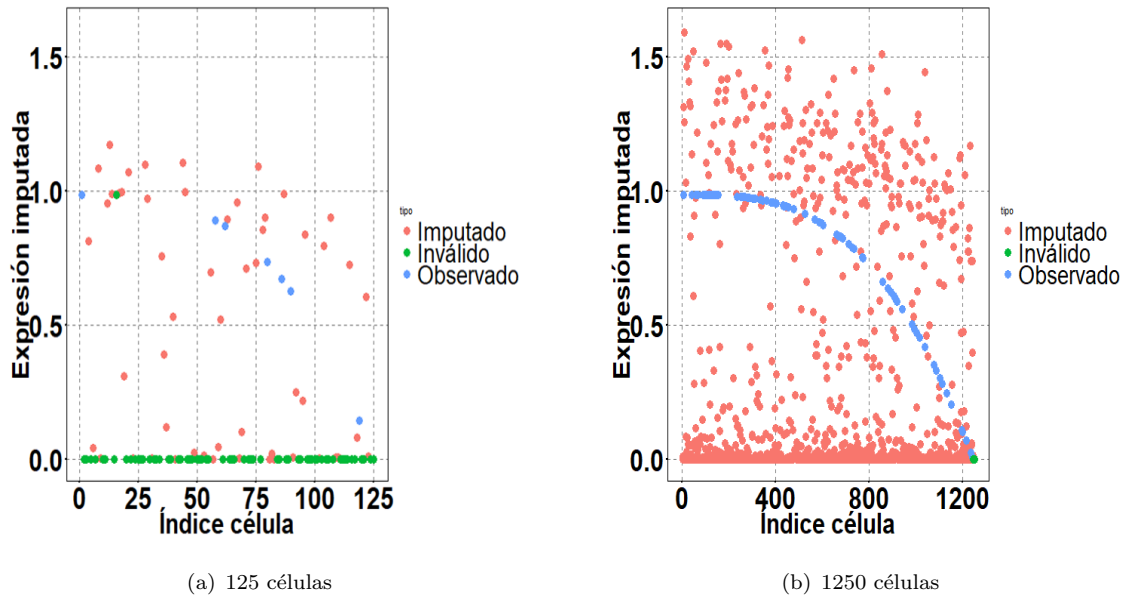 Expresión imputada
1.5
1.0
0.5
0.0
0 25 50 75 100 125
Índice célula
tipo
Imputado
Inválido
Observado
(a) 125 células
Expresión imputada
1.5
1.0
0.5
0.0
0 400 800 1200
Índice célula
tipo
Imputado
Inválido
Observado
(b) 1250 células